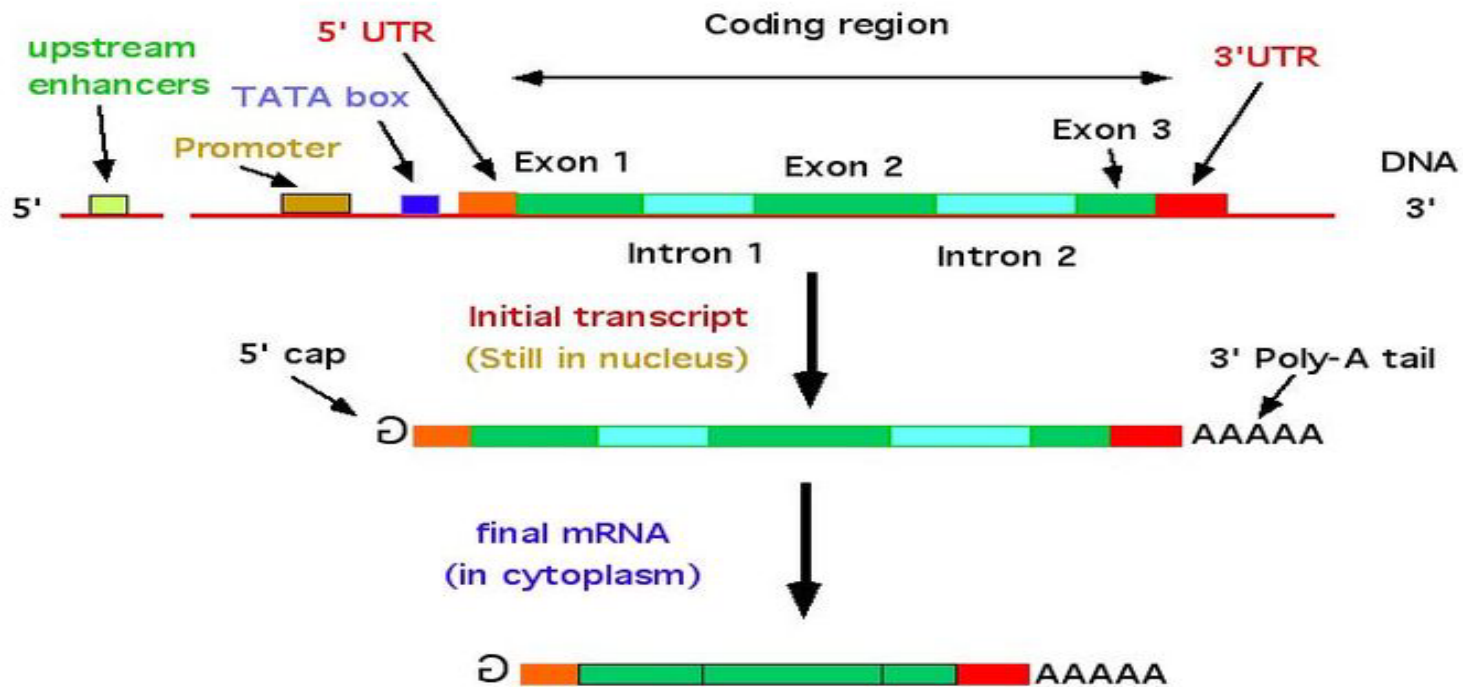 upstream
enhancers
5' UTR
Coding region
3'UTR
TATA box
Promoter
Exon 1
Exon 2
Exon 3
DNA
5'
3'
Intron 1
Intron 2
Initial transcript
(Still in nucleus)
5' cap
3' Poly-A tail
G
AAAAA
final mRNA
(in cytoplasm)
G
AAAAA